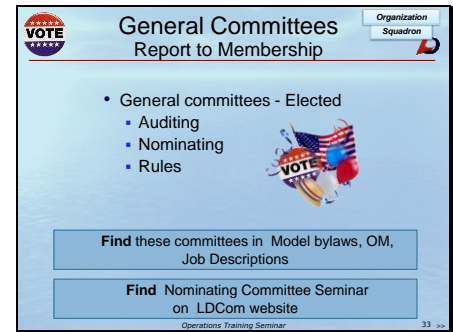 VOTE
General Committees
Report to Membership
Organization
Squadron
• General committees - Elected
▪ Auditing
▪ Nominating
▪ Rules
VOTE
Find these committees in Model bylaws, OM,
Job Descriptions
Find Nominating Committee Seminar
on LDCom website
Operations Training Seminar
33 >>